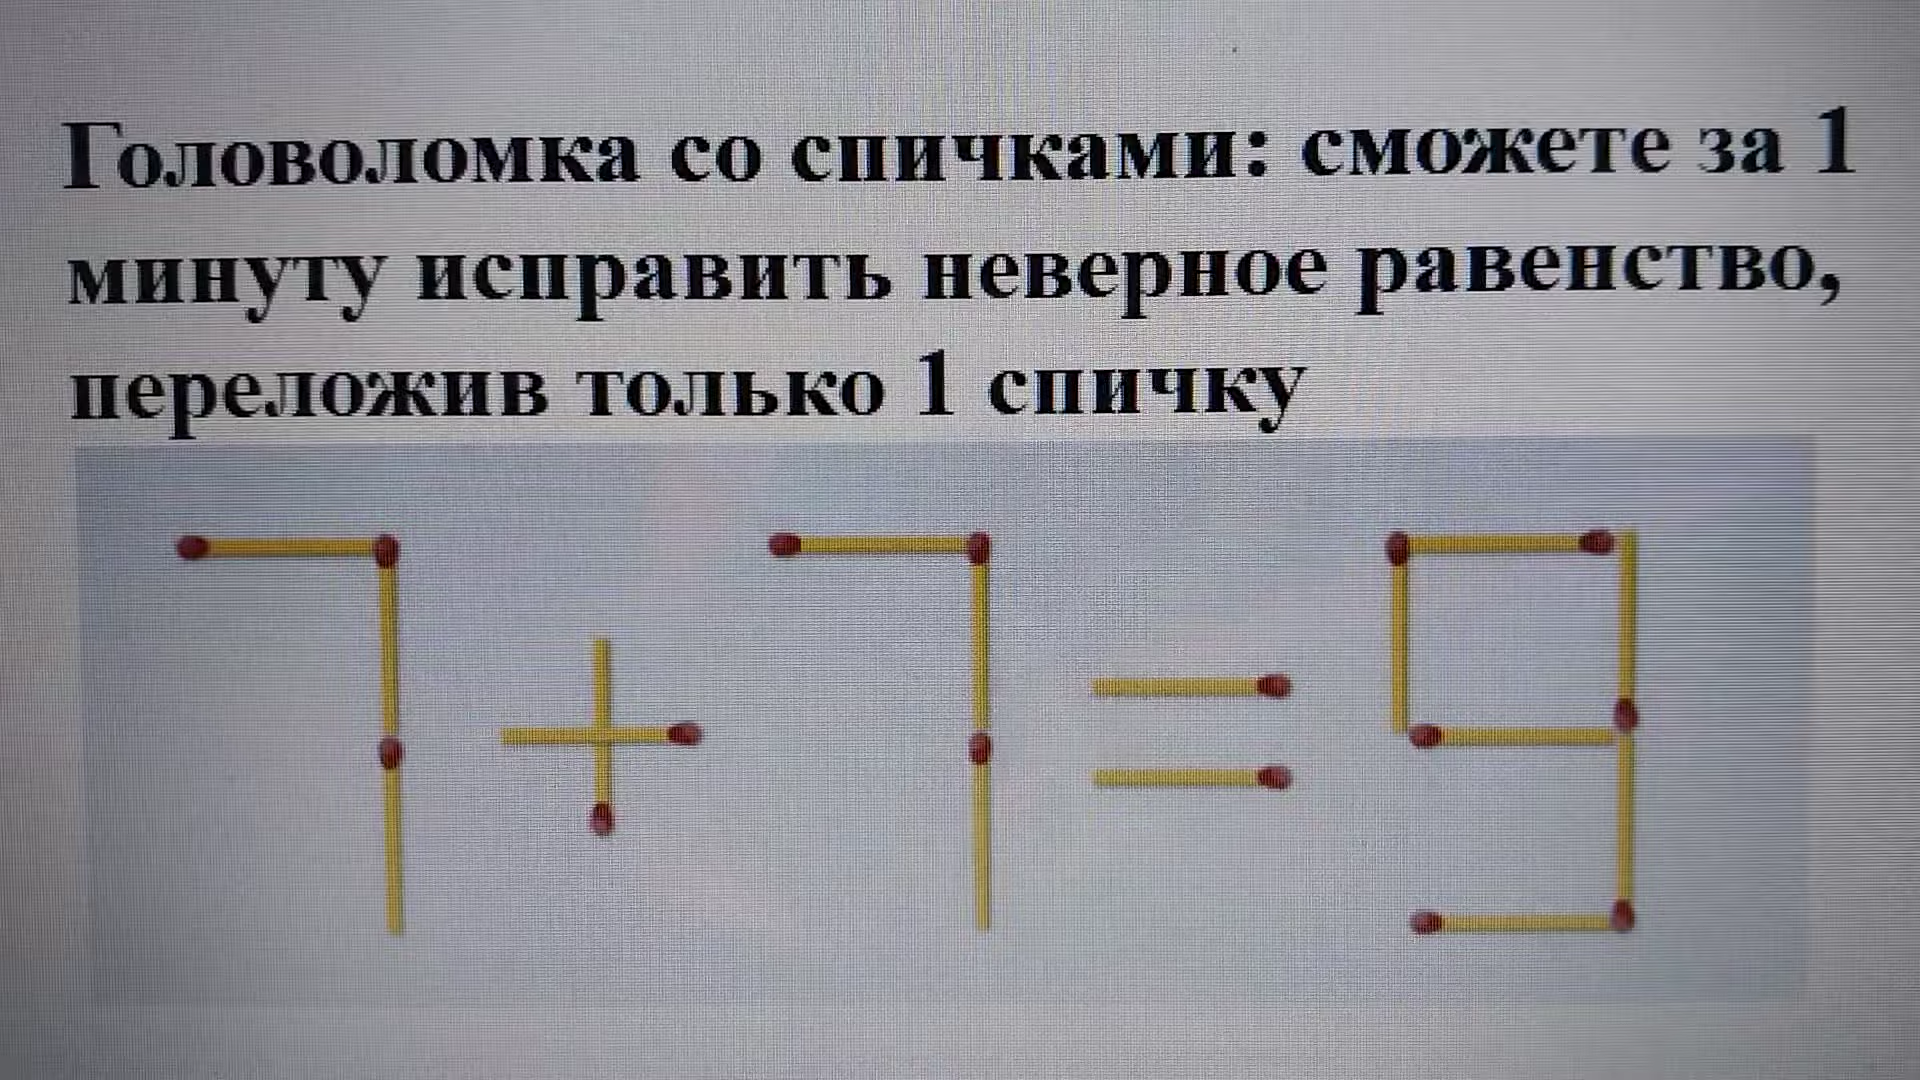 Головоломка со спичками: сможете за 1
минуту исправить неверное равенство,
переложив только 1 спичку
7 + 7 = 9